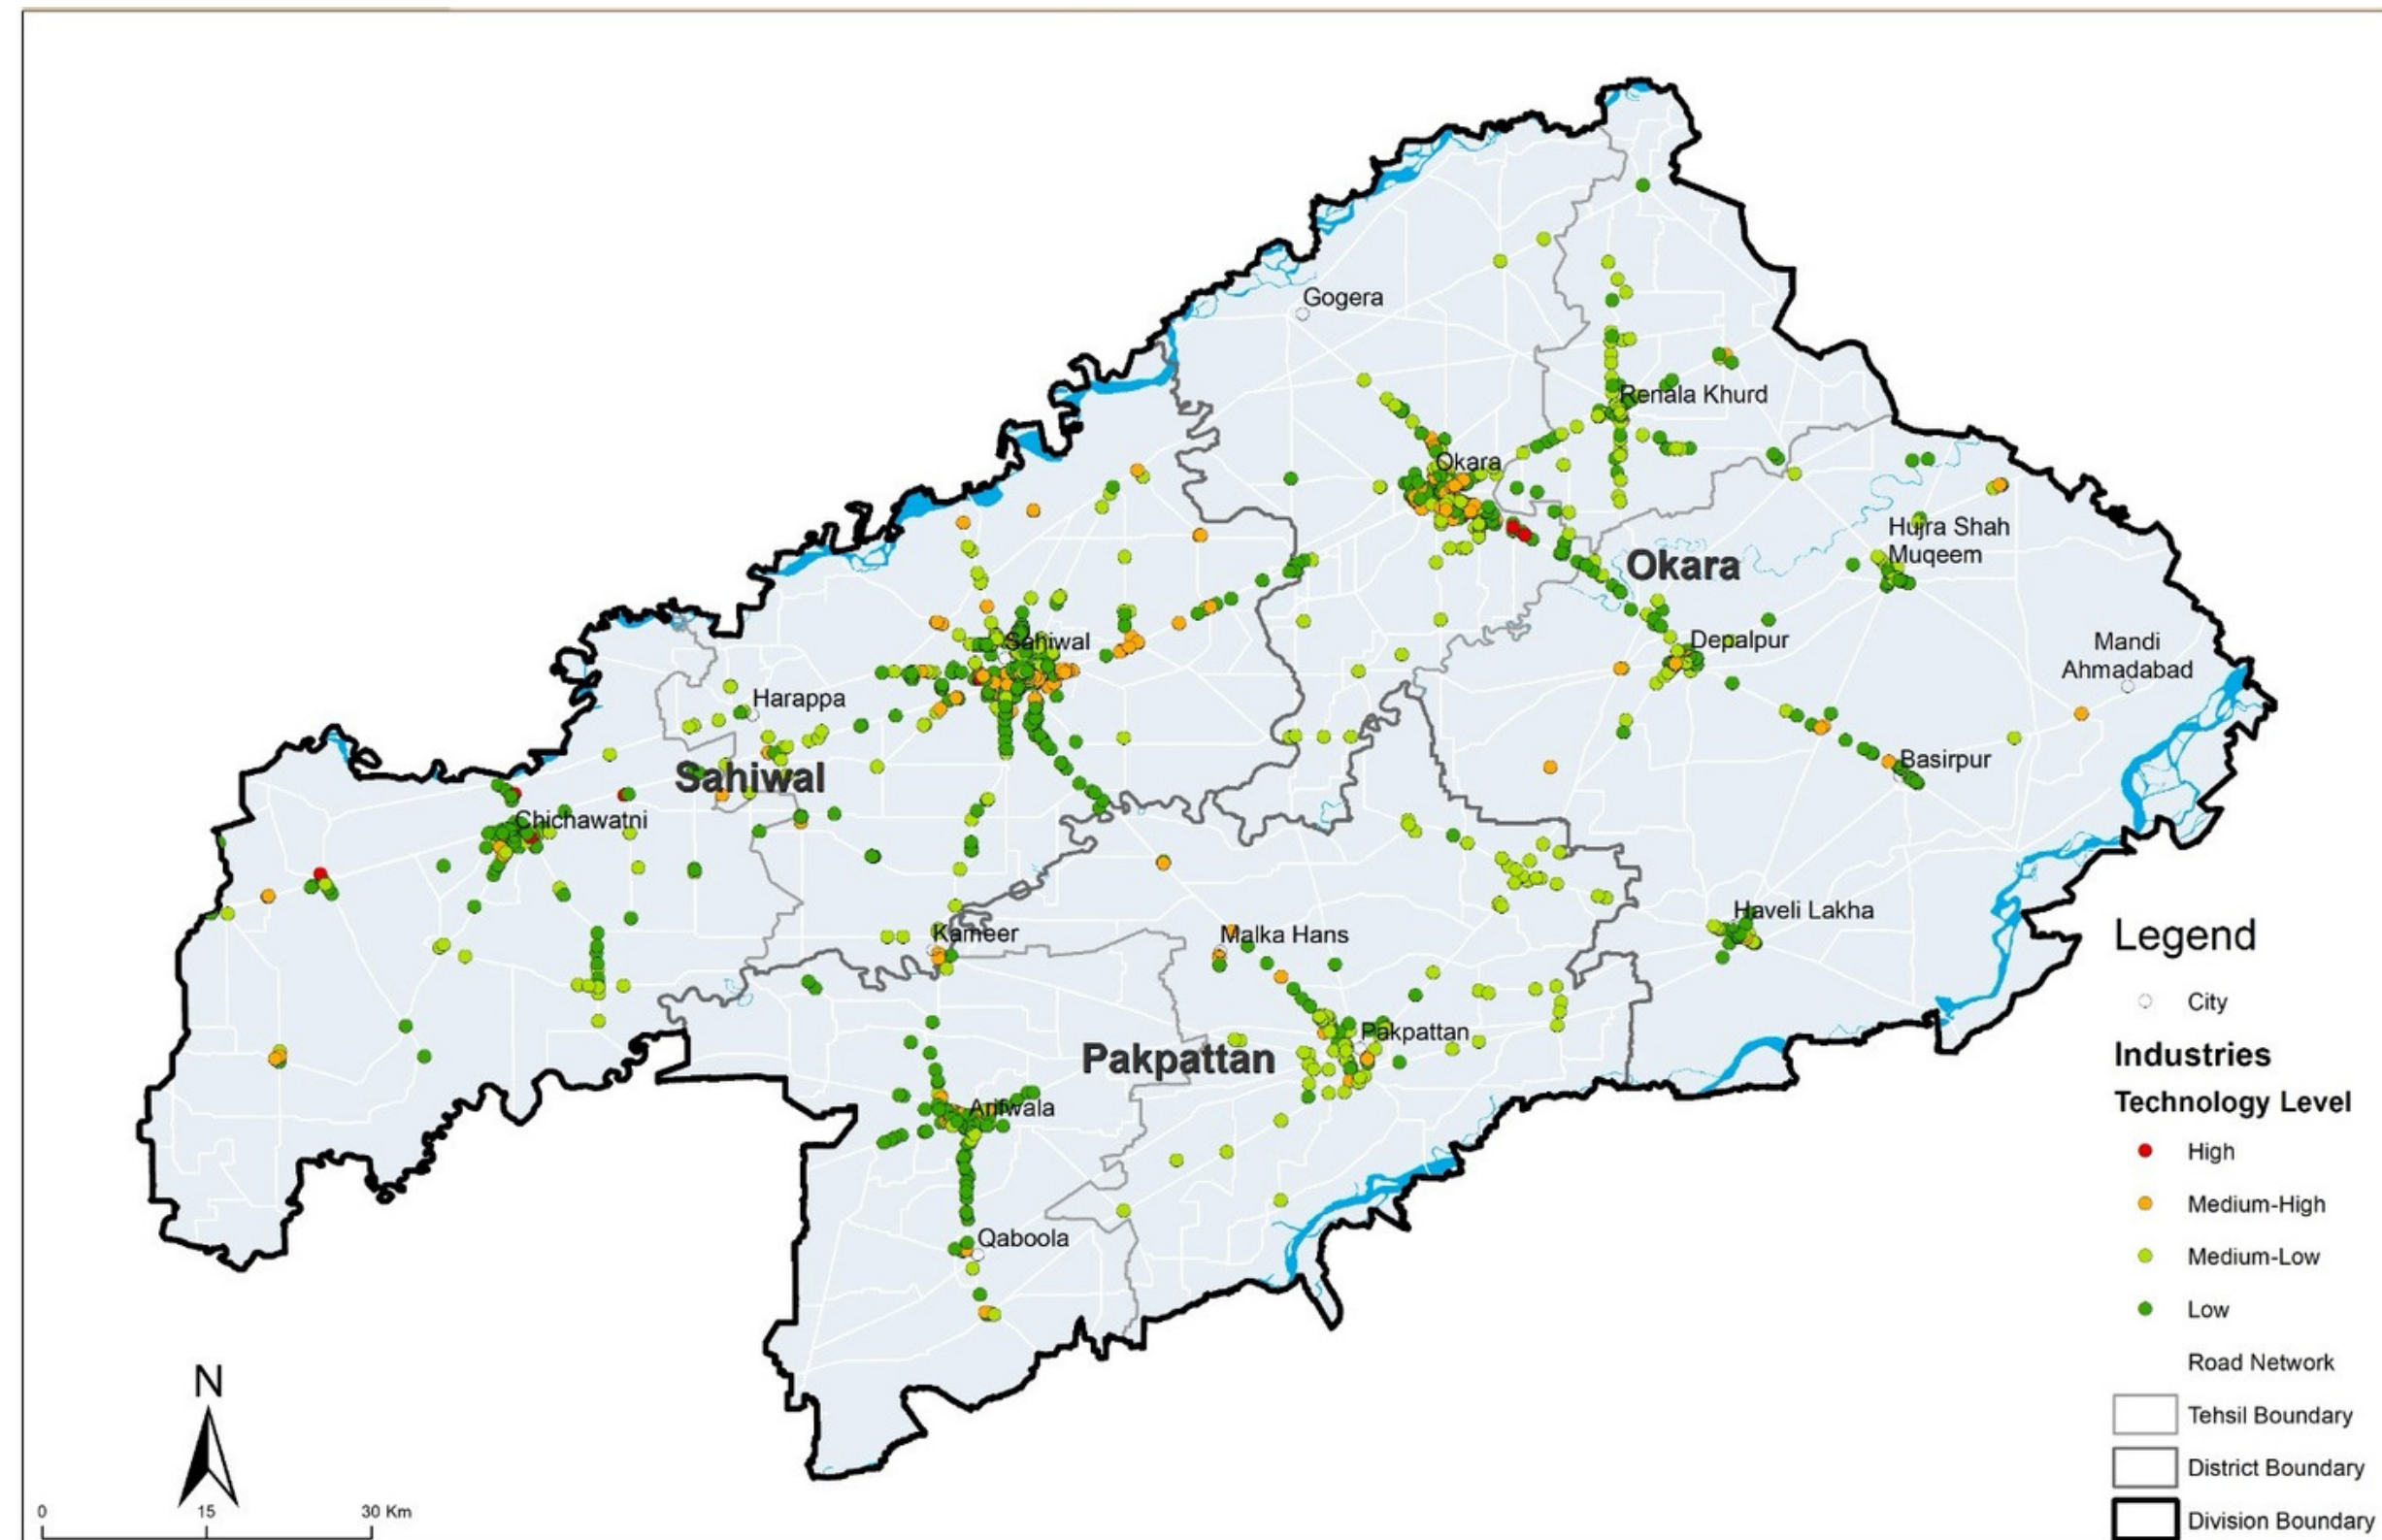 Gogera
Renala Khurd
Okara
Hujra Shah
Muqeem
Okara
Sahiwal
Depalpur
Mandi
Ahmadabad
Harappa
Basirpur
Sahiwal
Chichawatni
Haveli Lakha
Kameer
Malka Hans
Pakpattan
Pakpattan
Arifwala
Qaboola
Legend
City
Industries
Technology Level
High
Medium-High
Medium-Low
Low
Road Network
Tehsil Boundary
District Boundary
Division Boundary
N
0 15 30 Km